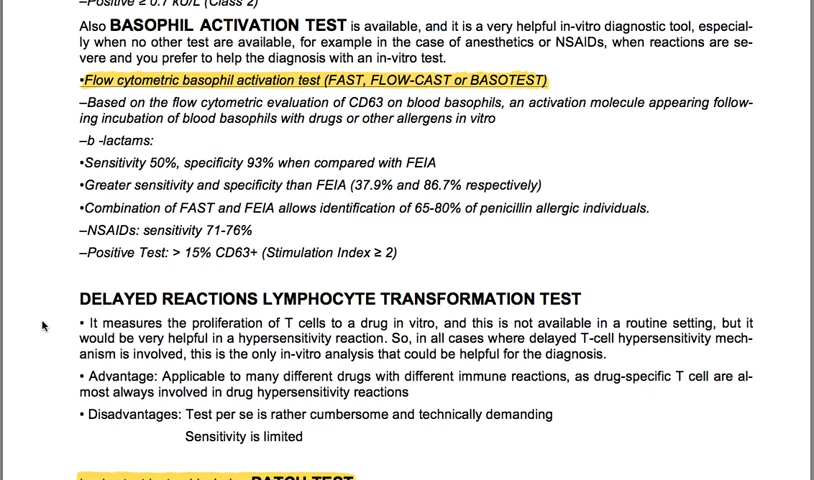 –Positive ≥ 0.7 kU/L (Class 2)
Also BASOPHIL ACTIVATION TEST is available, and it is a very helpful in-vitro diagnostic tool, especial-
ly when no other test are available, for example in the case of anesthetics or NSAIDs, when reactions are se-
vere and you prefer to help the diagnosis with an in-vitro test.
•Flow cytometric basophil activation test (FAST, FLOW-CAST or BASOTEST)
–Based on the flow cytometric evaluation of CD63 on blood basophils, an activation molecule appearing follow-
ing incubation of blood basophils with drugs or other allergens in vitro
–b -lactams:
•Sensitivity 50%, specificity 93% when compared with FEIA
•Greater sensitivity and specificity than FEIA (37.9% and 86.7% respectively)
•Combination of FAST and FEIA allows identification of 65-80% of penicillin allergic individuals.
–NSAIDs: sensitivity 71-76%
–Positive Test: > 15% CD63+ (Stimulation Index ≥ 2)
DELAYED REACTIONS LYMPHOCYTE TRANSFORMATION TEST
• It measures the proliferation of T cells to a drug in vitro, and this is not available in a routine setting, but it
would be very helpful in a hypersensitivity reaction. So, in all cases where delayed T-cell hypersensitivity mech-
anism is involved, this is the only in-vitro analysis that could be helpful for the diagnosis.
• Advantage: Applicable to many different drugs with different immune reactions, as drug-specific T cell are al-
most always involved in drug hypersensitivity reactions
• Disadvantages: Test per se is rather cumbersome and technically demanding
Sensitivity is limited
PATCH TEST